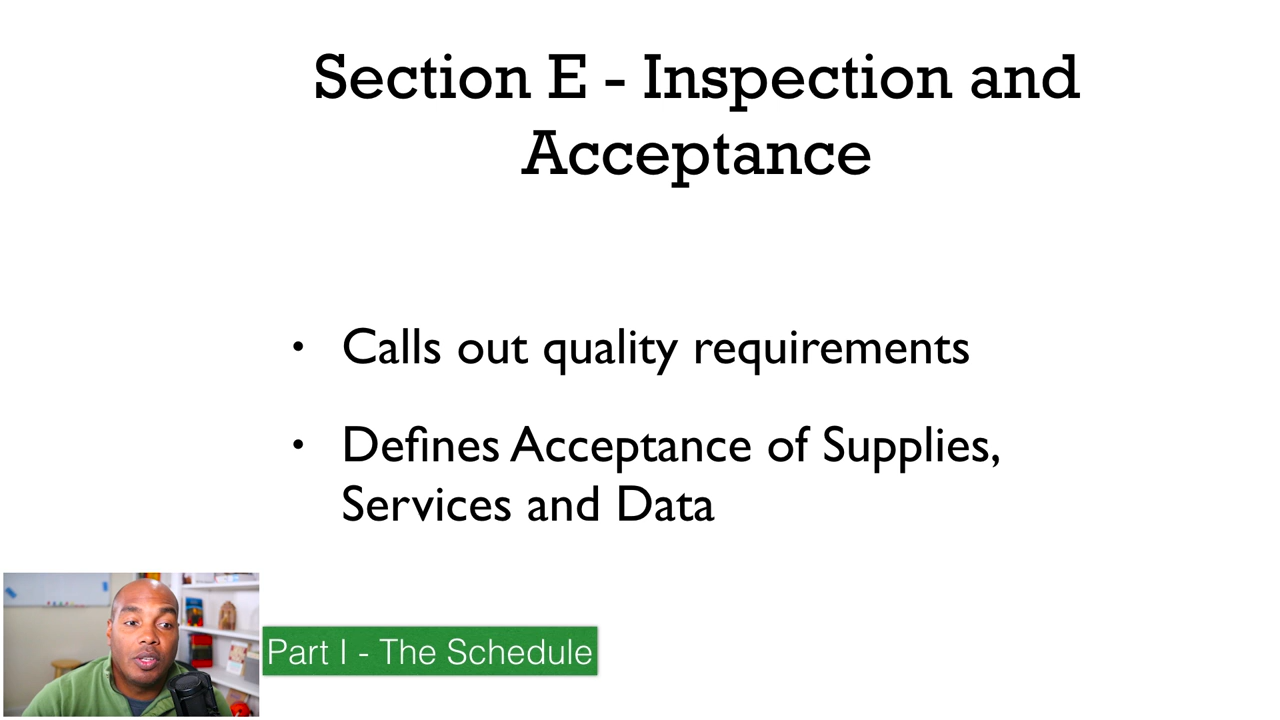 Section E - Inspection and
Acceptance
• Calls out quality requirements
• Defines Acceptance of Supplies,
Services and Data
Part I - The Schedule